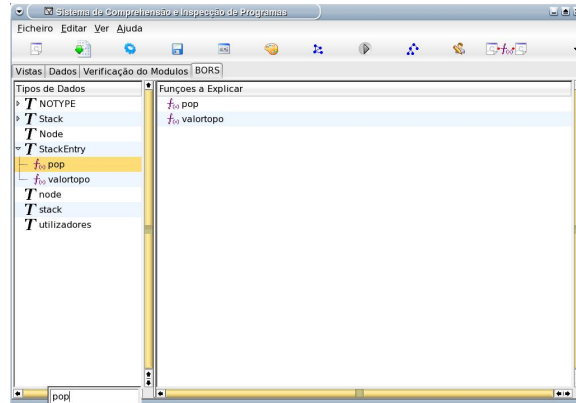 Sistema de Comprehensão e Inspecção de Programas
Ficheiro Editar Ver Ajuda
Vistas Dados Verificação do Modulos BORS
Tipos de Dados
T NOTYPE
T Stack
T Node
T StackEntry
f(x) pop
f(x) valortopo
T node
T stack
T utilizadores
pop
Funçoes a Explicar
f(x) pop
f(x) valortopo